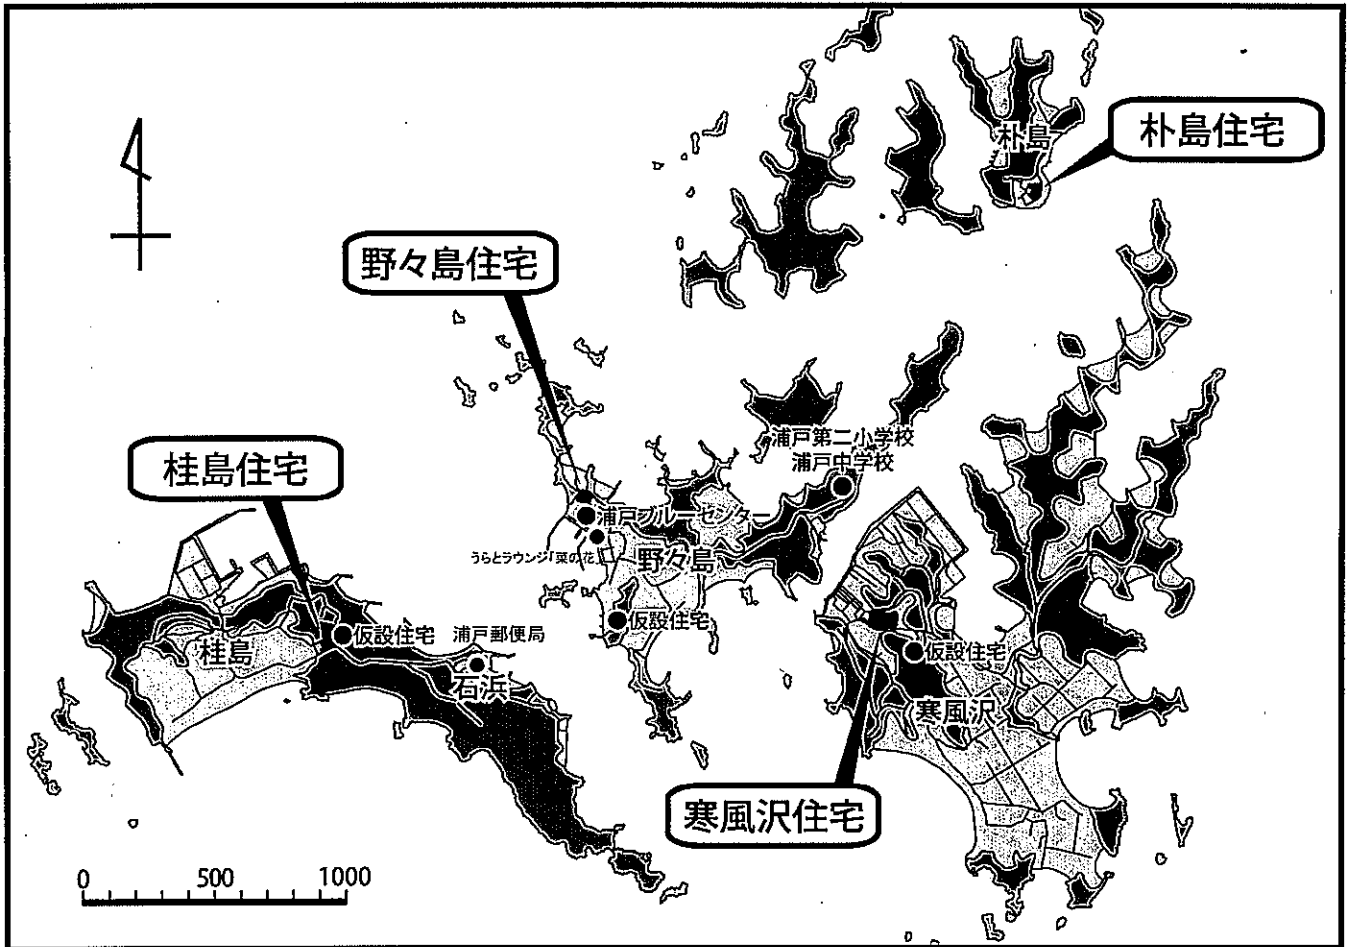 朴島
朴島住宅
野々島住宅
浦戸第二小学校
浦戸中学校
桂島住宅
浦戸ブルーセンター
うらとラウンジ「菜の花」
野々島
仮設住宅
仮設住宅
浦戸郵便局
桂島
石浜
仮設住宅
寒風沢
寒風沢住宅
0 500 1000